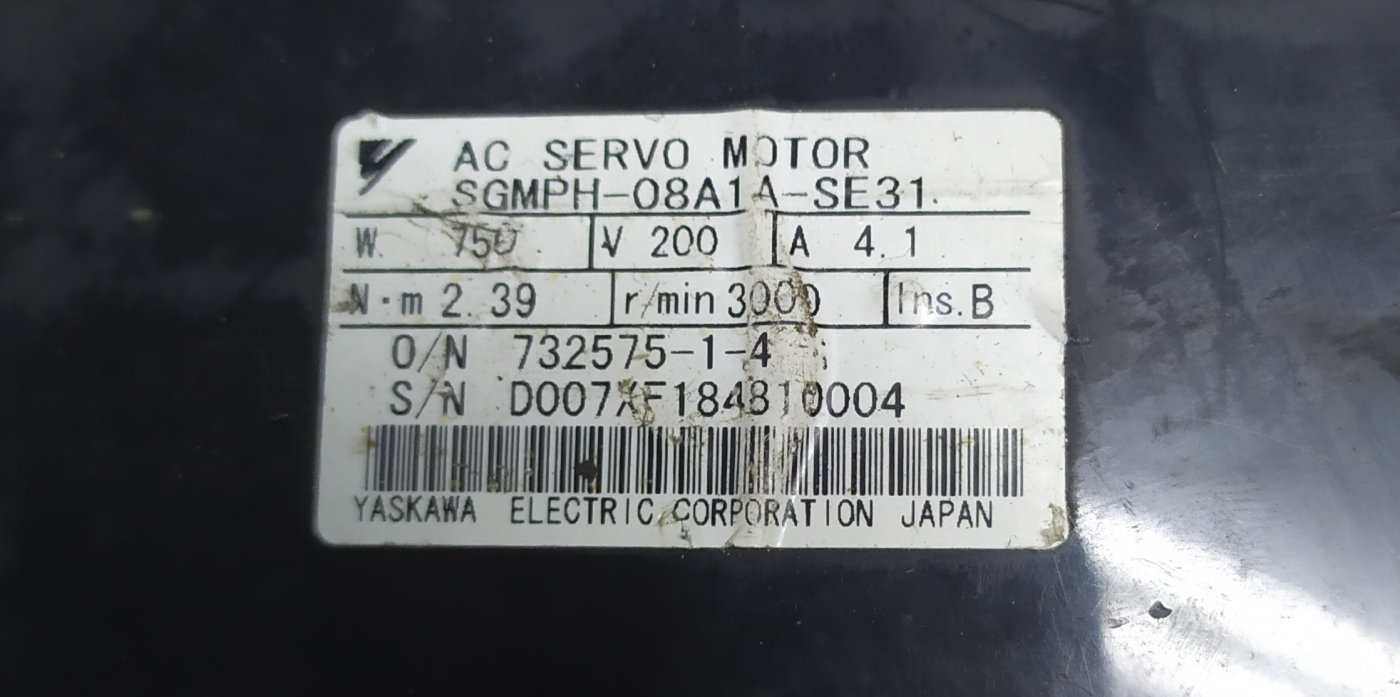 AC SERVO MOTOR
SGMPH-08A1A-SE31
W. 750 V 200 A 4.1
N·m 2.39 r/min 3000 Ins. B
O/N 732575-1-4
S/N
YASKAWA ELECTRIC CORPORATION JAPAN